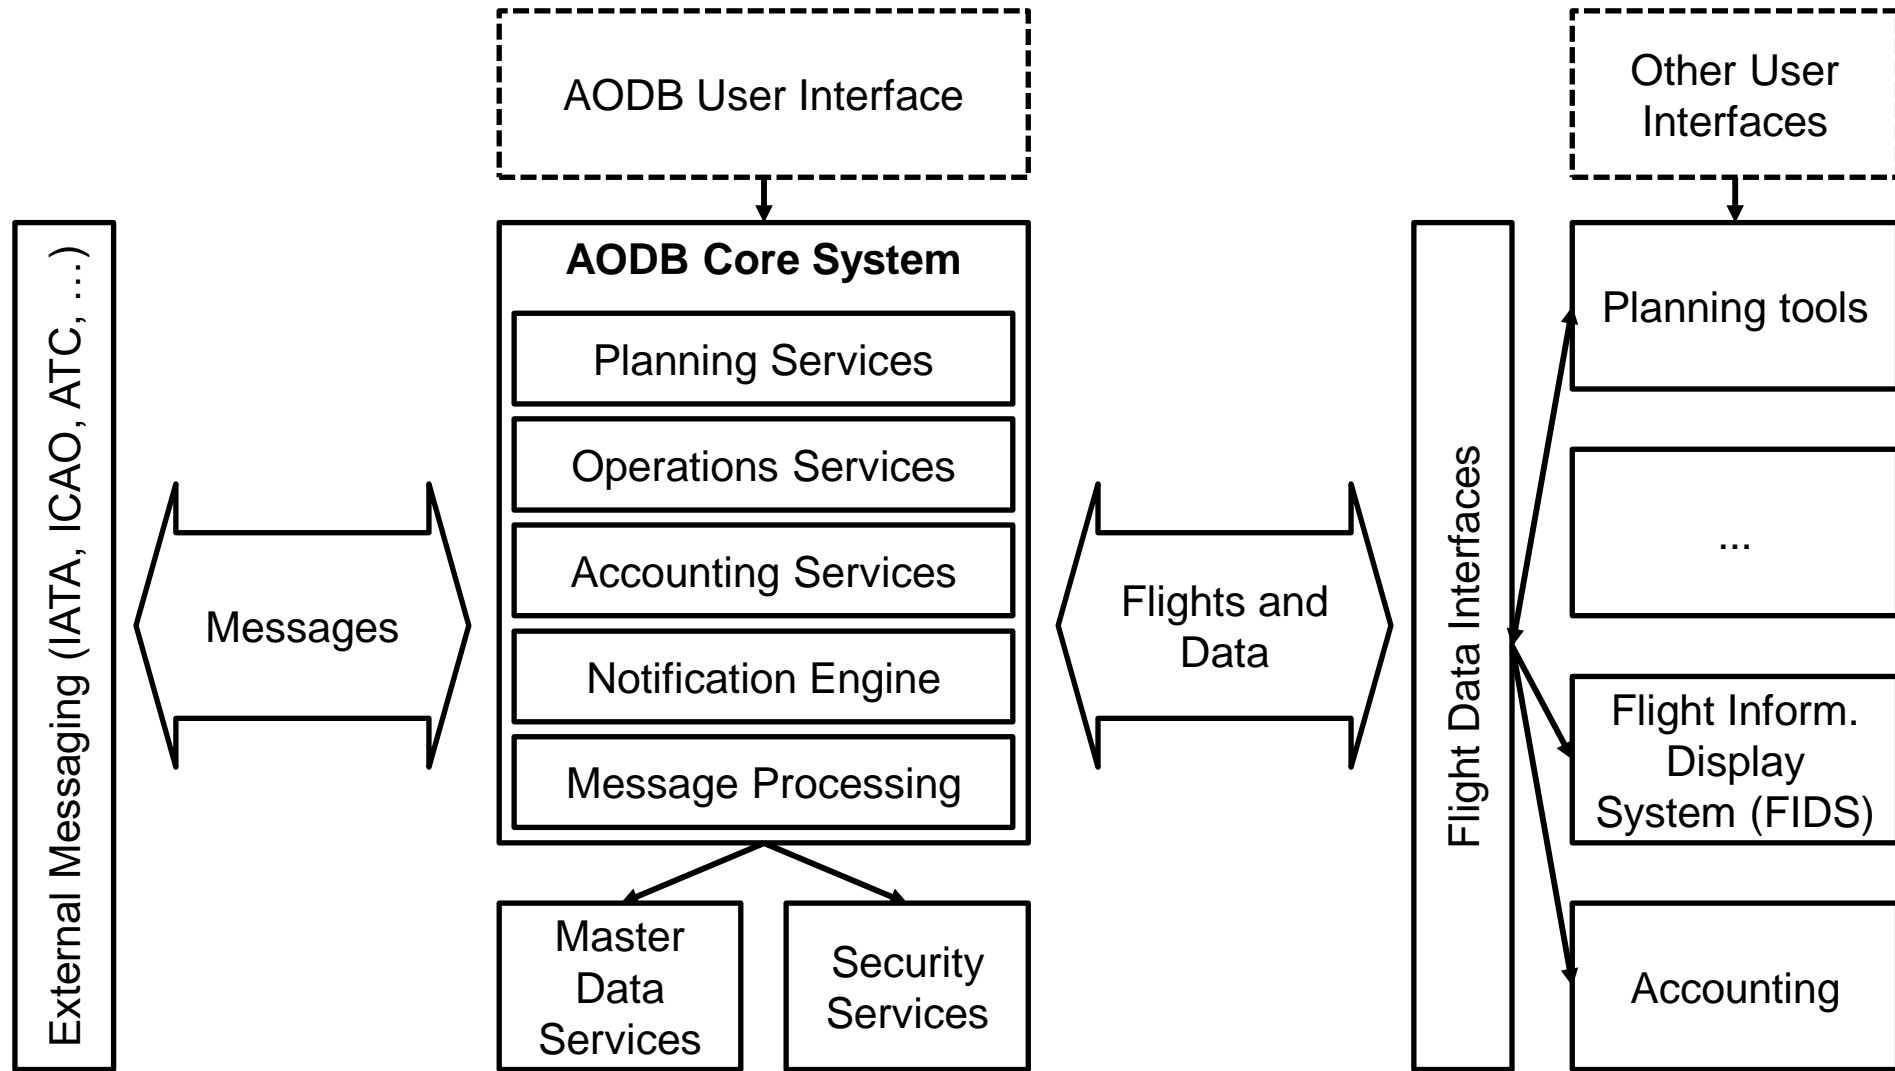 AODB User Interface
Other User
Interfaces
External Messaging (IATA, ICAO, ATC, …)
Messages
AODB Core System
Planning Services
Operations Services
Accounting Services
Notification Engine
Message Processing
Master
Data
Services
Security
Services
Flights and
Data
Flight Data Interfaces
Planning tools
...
Flight Inform.
Display
System (FIDS)
Accounting